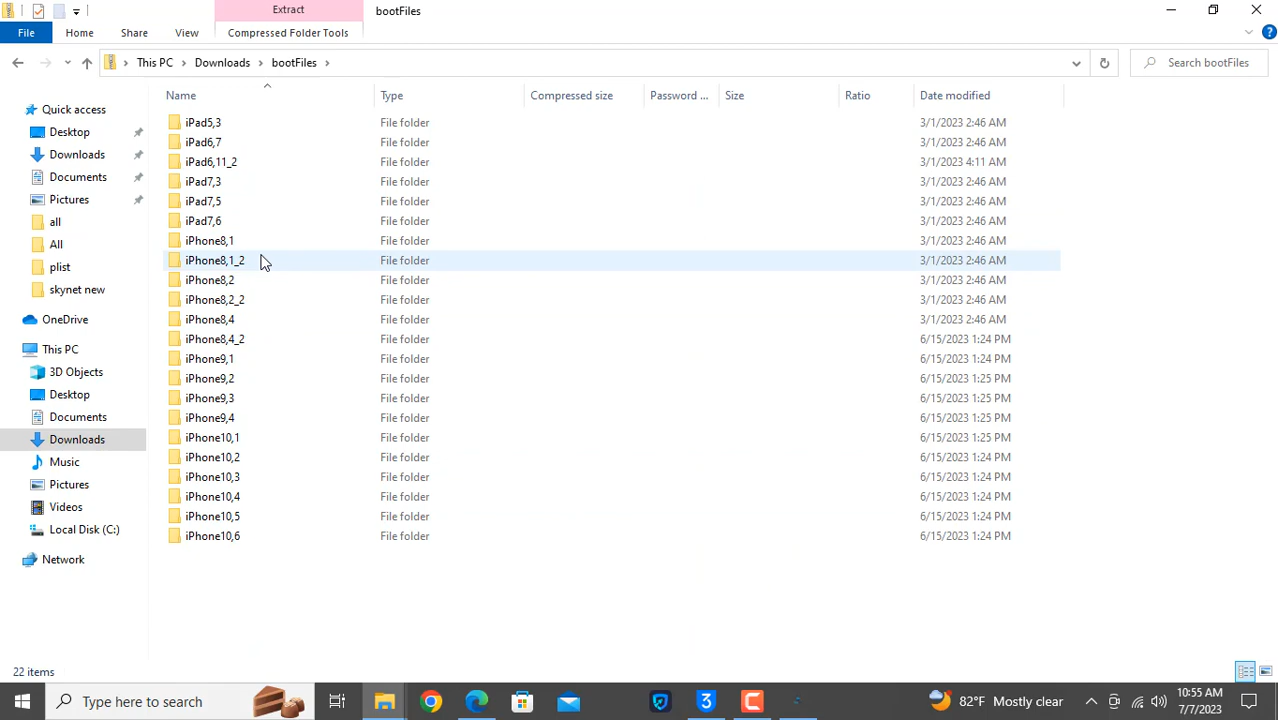 Extract
bootFiles
File
Home
Share
View
Compressed Folder Tools
This PC
Downloads
bootFiles
Search bootFiles
Name
Type
Compressed size
Password ...
Size
Ratio
Date modified
Quick access
Desktop
Downloads
Documents
Pictures
all
All
plist
skynet new
OneDrive
This PC
3D Objects
Desktop
Documents
Downloads
Music
Pictures
Videos
Local Disk (C:)
Network
iPad5,3 File folder 3/1/2023 2:46 AM
iPad6,7 File folder 3/1/2023 2:46 AM
iPad6,11_2 File folder 3/1/2023 4:11 AM
iPad7,3 File folder 3/1/2023 2:46 AM
iPad7,5 File folder 3/1/2023 2:46 AM
iPad7,6 File folder 3/1/2023 2:46 AM
iPhone8,1 File folder 3/1/2023 2:46 AM
iPhone8,1_2 File folder 3/1/2023 2:46 AM
iPhone8,2 File folder 3/1/2023 2:46 AM
iPhone8,2_2 File folder 3/1/2023 2:46 AM
iPhone8,4 File folder 3/1/2023 2:46 AM
iPhone8,4_2 File folder 6/15/2023 1:24 PM
iPhone9,1 File folder 6/15/2023 1:24 PM
iPhone9,2 File folder 6/15/2023 1:25 PM
iPhone9,3 File folder 6/15/2023 1:25 PM
iPhone9,4 File folder 6/15/2023 1:25 PM
iPhone10,1 File folder 6/15/2023 1:25 PM
iPhone10,2 File folder 6/15/2023 1:24 PM
iPhone10,3 File folder 6/15/2023 1:24 PM
iPhone10,4 File folder 6/15/2023 1:24 PM
iPhone10,5 File folder 6/15/2023 1:24 PM
iPhone10,6 File folder 6/15/2023 1:24 PM
22 items
Type here to search
3
82°F Mostly clear
10:55 AM
7/7/2023